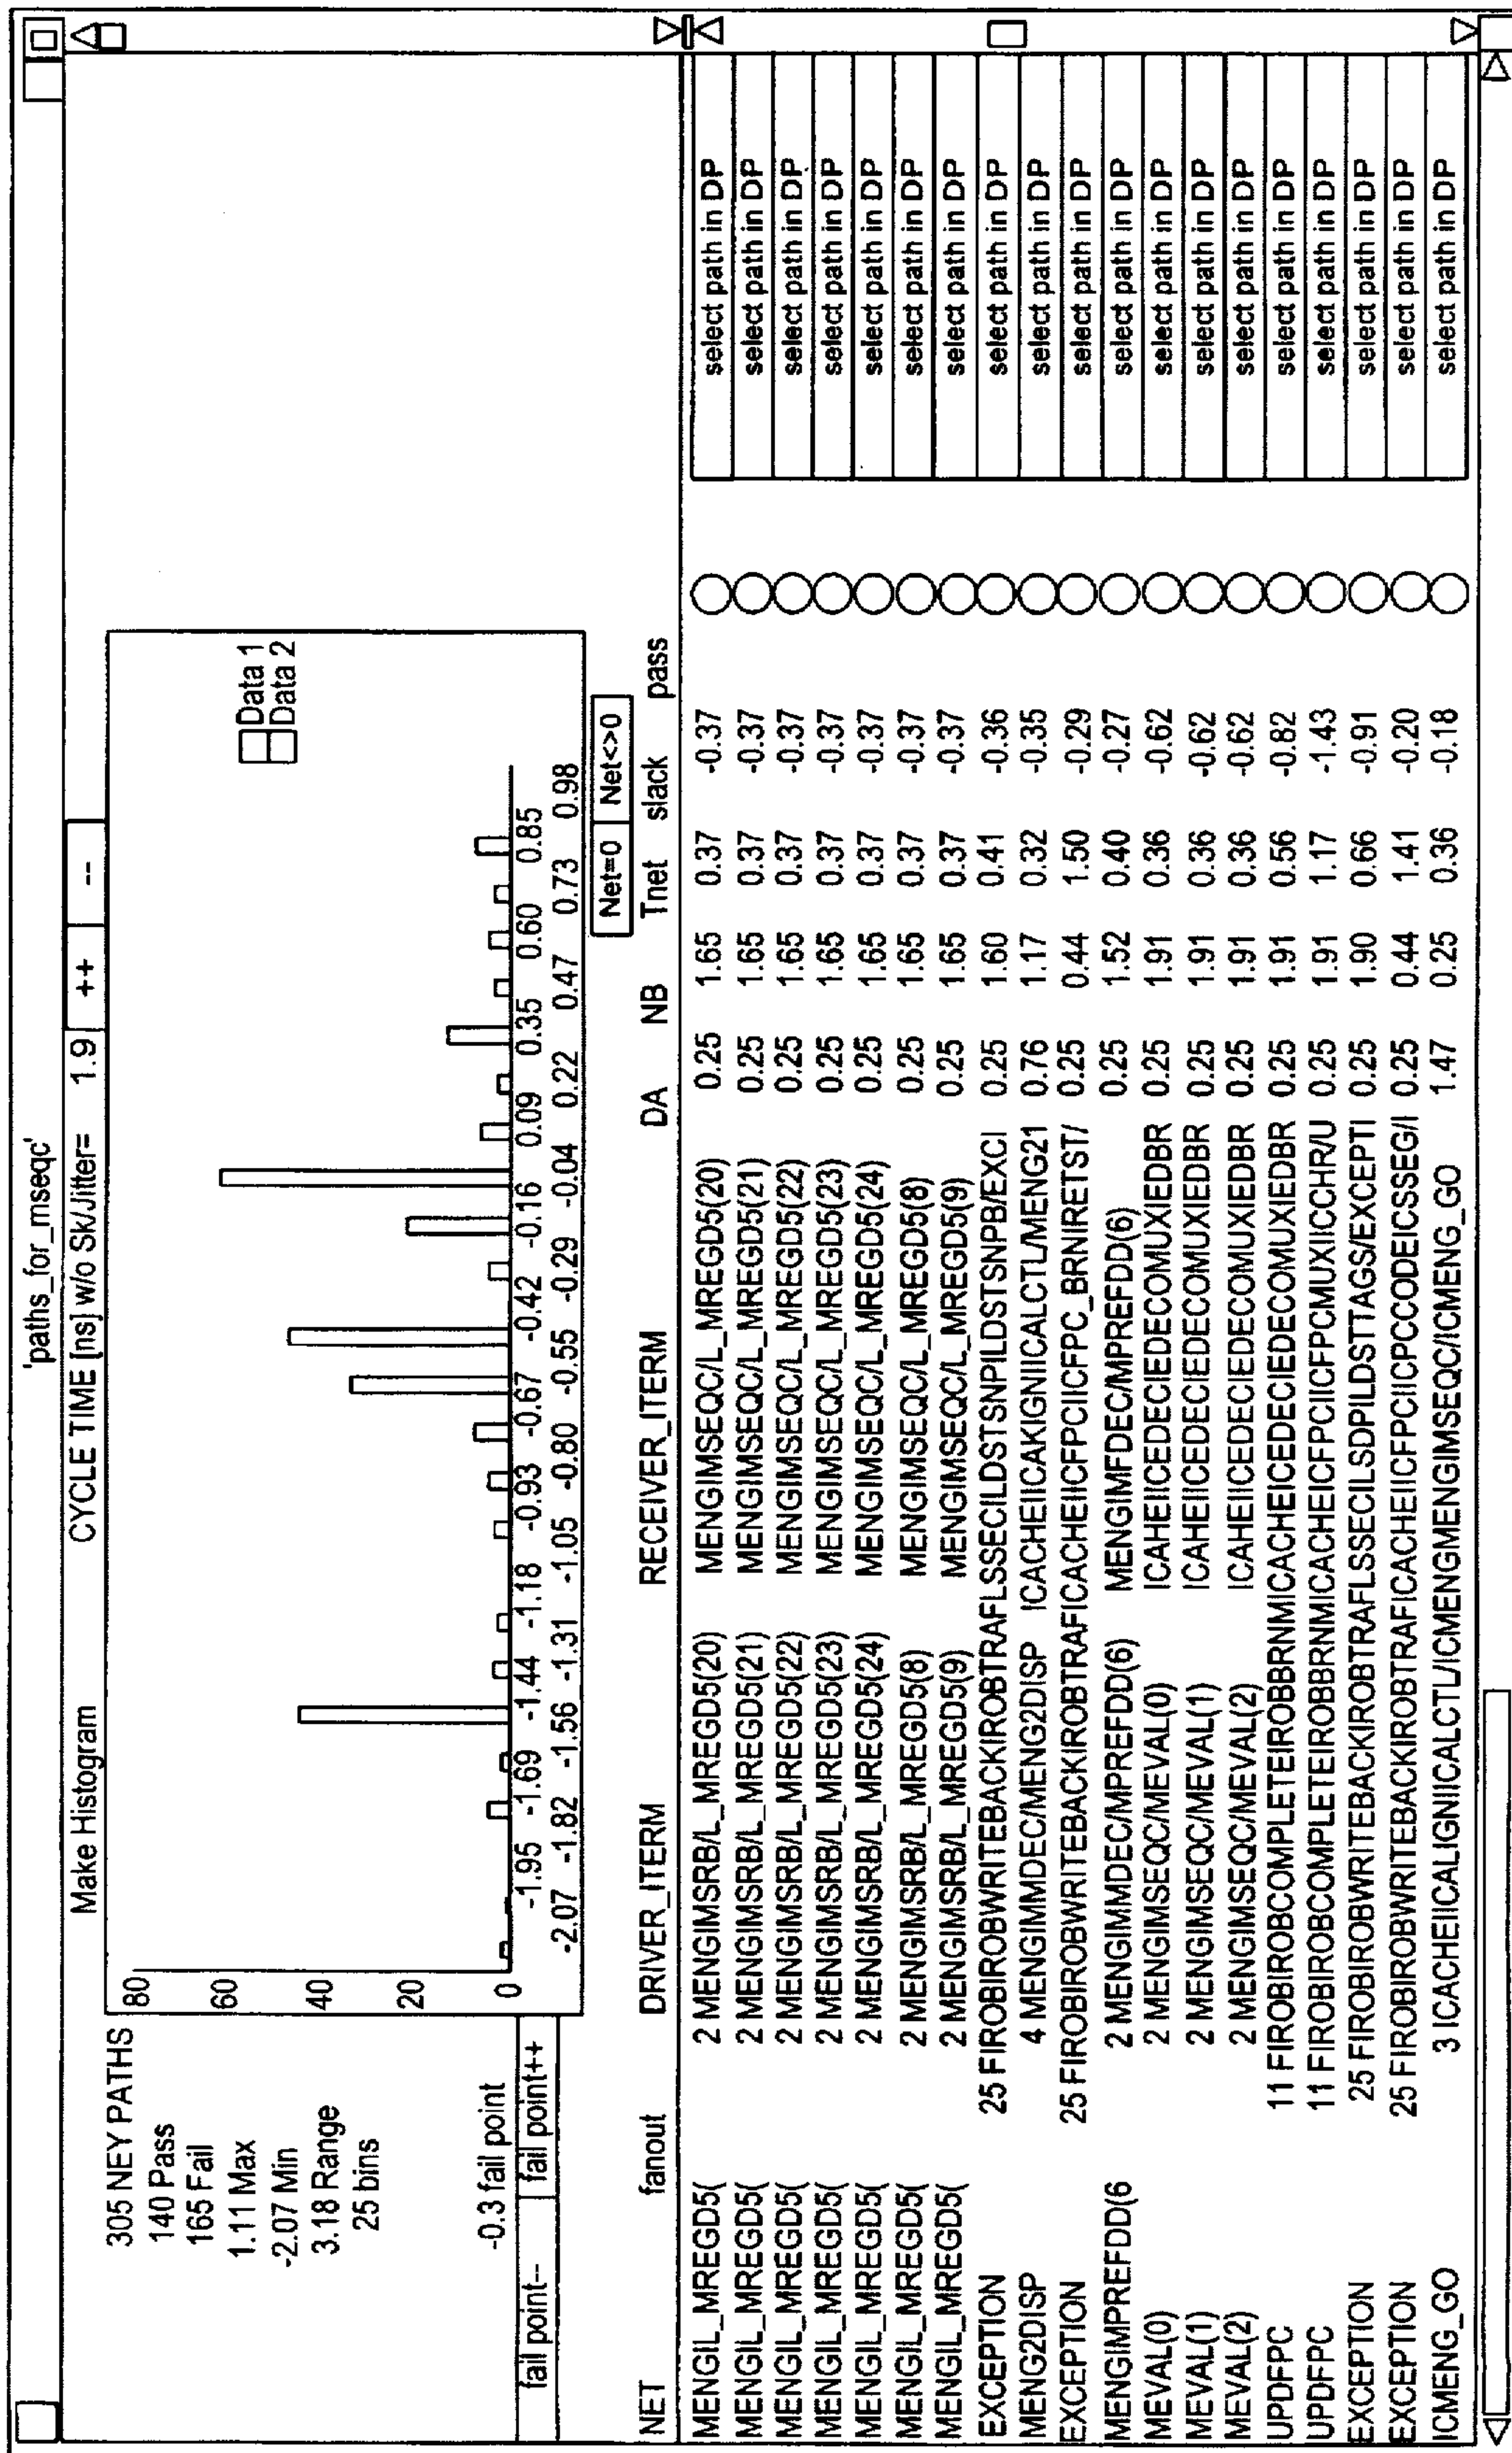 'paths_for_mseqc'
Make Histogram CYCLE TIME [ns] w/o Sk/Jitter= 1.9 ++ --
305 NEY PATHS
140 Pass
165 Fail
1.11 Max
-2.07 Min
3.18 Range
25 bins
-0.3 fail point
fail point-- fail point++
80
60
40
20
0
Data 1
Data 2
-1.95 -1.69 -1.44 -1.18 -0.93 -0.67 -0.42 -0.16 0.09 0.35 0.60 0.85
-2.07 -1.82 -1.56 -1.31 -1.05 -0.80 -0.55 -0.29 -0.04 0.22 0.47 0.73 0.98
Net=0 Net<>0
NET fanout DRIVER_ITERM RECEIVER_ITERM DA NB Tnet slack pass
MENGIL_MREGD5( 2 MENGIMSRB/L_MREGD5(20) MENGIMSEQC/L_MREGD5(20) 0.25 1.65 0.37 -0.37 select path in DP
MENGIL_MREGD5( 2 MENGIMSRB/L_MREGD5(21) MENGIMSEQC/L_MREGD5(21) 0.25 1.65 0.37 -0.37 select path in DP
MENGIL_MREGD5( 2 MENGIMSRB/L_MREGD5(22) MENGIMSEQC/L_MREGD5(22) 0.25 1.65 0.37 -0.37 select path in DP
MENGIL_MREGD5( 2 MENGIMSRB/L_MREGD5(23) MENGIMSEQC/L_MREGD5(23) 0.25 1.65 0.37 -0.37 select path in DP
MENGIL_MREGD5( 2 MENGIMSRB/L_MREGD5(24) MENGIMSEQC/L_MREGD5(24) 0.25 1.65 0.37 -0.37 select path in DP
MENGIL_MREGD5( 2 MENGIMSRB/L_MREGD5(8) MENGIMSEQC/L_MREGD5(8) 0.25 1.65 0.37 -0.37 select path in DP
MENGIL_MREGD5( 2 MENGIMSRB/L_MREGD5(9) MENGIMSEQC/L_MREGD5(9) 0.25 1.65 0.37 -0.37 select path in DP
EXCEPTION 25 FIROBIROBWRITEBACKIROBTRAFLSSECILDSTSNPILDSTSNPB/EXCI 0.25 1.60 0.41 -0.36 select path in DP
MENG2DISP 4 MENGIMMDEC/MENG2DISP ICACHEIICAKIGNIICALCTL/MENG21 0.76 1.17 0.32 -0.35 select path in DP
EXCEPTION 25 FIROBIROBWRITEBACKIROBTRAFICACHEIICFPCIICFPC_BRNIRETST/ 0.25 0.44 1.50 -0.29 select path in DP
MENGIMPREFDD(6 2 MENGIMMDEC/MPREFDD(6) MENGIMFDEC/MPREFDD(6) 0.25 1.52 0.40 -0.27 select path in DP
MEVAL(0) 2 MENGIMSEQC/MEVAL(0) ICAHEIICEDECIEDECOMUXIEDBR 0.25 1.91 0.36 -0.62 select path in DP
MEVAL(1) 2 MENGIMSEQC/MEVAL(1) ICAHEIICEDECIEDECOMUXIEDBR 0.25 1.91 0.36 -0.62 select path in DP
MEVAL(2) 2 MENGIMSEQC/MEVAL(2) ICAHEIICEDECIEDECOMUXIEDBR 0.25 1.91 0.36 -0.62 select path in DP
UPDFPC 11 FIROBIROBCOMPLETEIROBBRNMICACHEICEDECIEDECOMUXIEDBR 0.25 1.91 0.56 -0.82 select path in DP
UPDFPC 11 FIROBIROBCOMPLETEIROBBRNMICACHEICFPCIICFPCMUXIICCHR/U 0.25 1.91 1.17 -1.43 select path in DP
EXCEPTION 25 FIROBIROBWRITEBACKIROBTRAFLSSECILSDPILDSTTAGS/EXCEPTI 0.25 1.90 0.66 -0.91 select path in DP
EXCEPTION 25 FIROBIROBWRITEBACKIROBTRAFICACHEIICFPCIICPCCODEICSSEG/I 0.25 0.44 1.41 -0.20 select path in DP
ICMENG_GO 3 ICACHEIICALIGNIICALCTL/ICMENGMENGIMSEQC/ICMENG_GO 1.47 0.25 0.36 -0.18 select path in DP